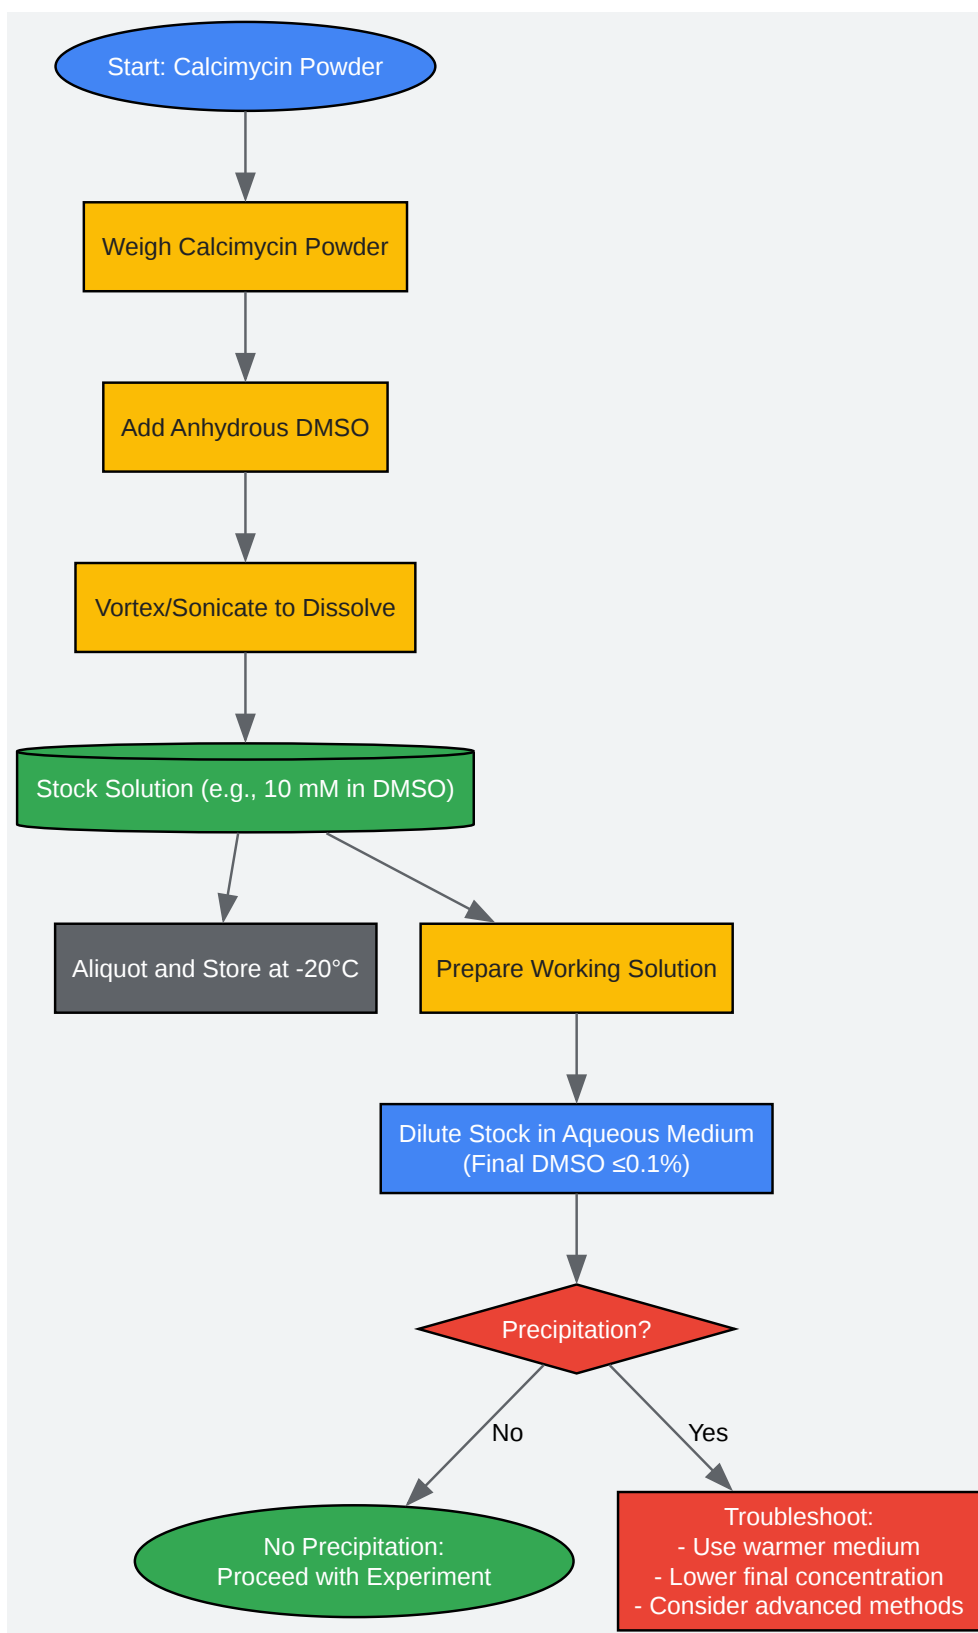 Start: Calcimycin Powder
Weigh Calcimycin Powder
Add Anhydrous DMSO
Vortex/Sonicate to Dissolve
Stock Solution (e.g., 10 mM in DMSO)
Aliquot and Store at -20°C
Prepare Working Solution
Dilute Stock in Aqueous Medium
(Final DMSO ≤0.1%)
Precipitation?
No
Yes
No Precipitation:
Proceed with Experiment
Troubleshoot:
- Use warmer medium
- Lower final concentration
- Consider advanced methods